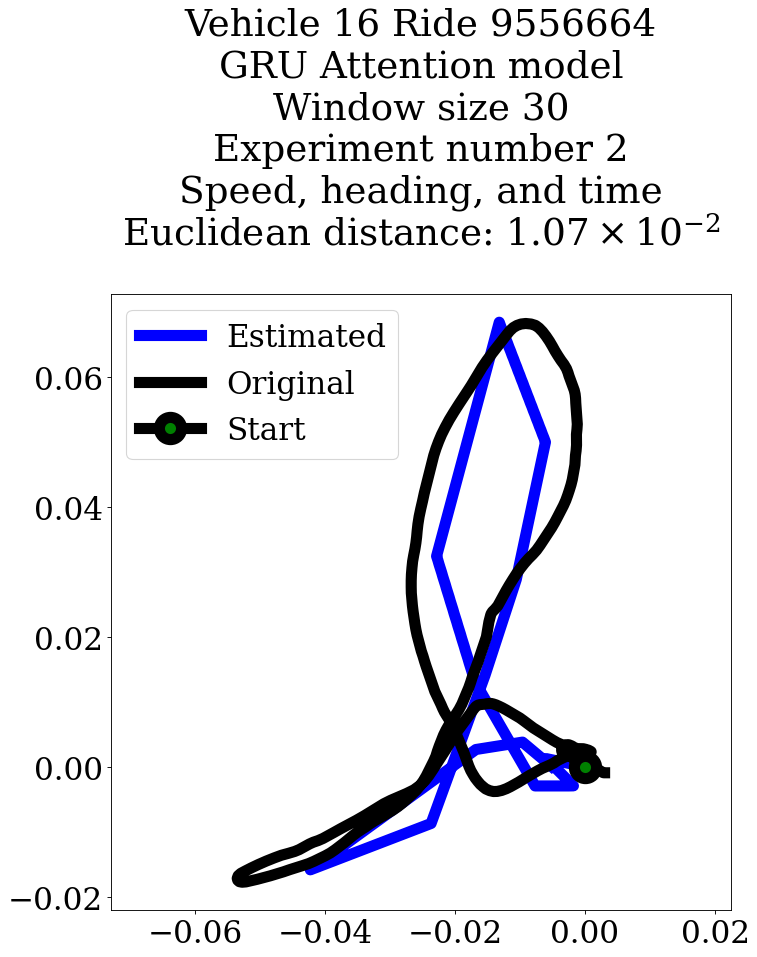 Vehicle 16 Ride 9556664
GRU Attention model
Window size 30
Experiment number 2
Speed, heading, and time
Euclidean distance: 1.07 × 10⁻²
Estimated
Original
Start
0.06
0.04
0.02
0.00
−0.02
−0.06
−0.04
−0.02
0.00
0.02